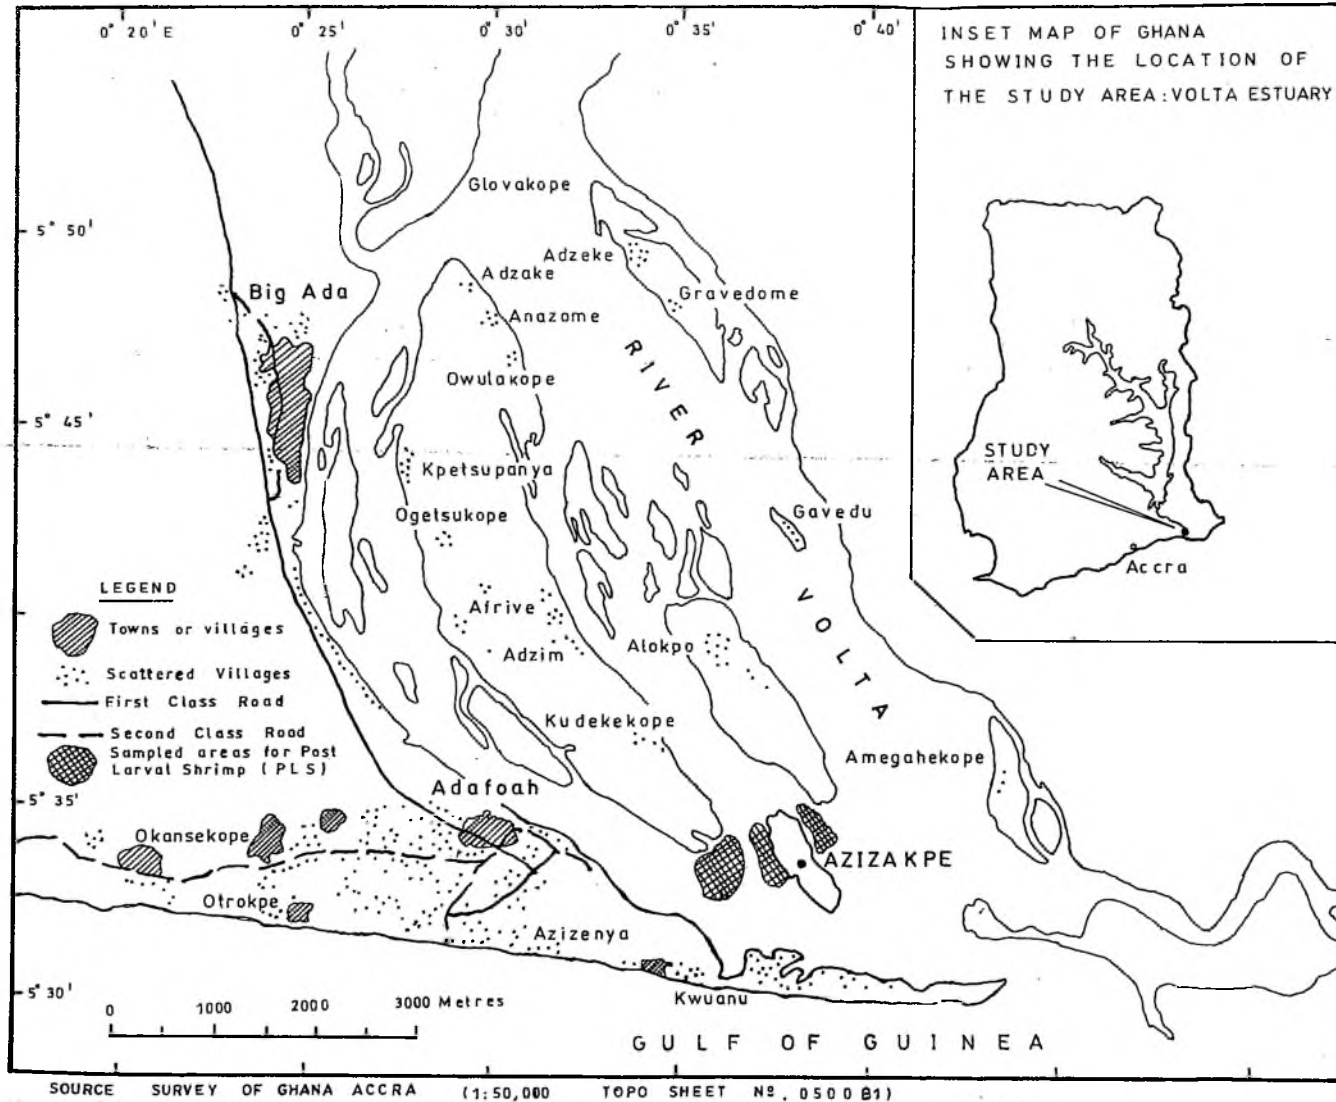 0° 20' E
0° 25'
0° 30'
0° 35'
0° 40'
INSET MAP OF GHANA
SHOWING THE LOCATION OF
THE STUDY AREA: VOLTA ESTUARY
Glovakope
5° 50'
Adzeke
Adzake
Big Ada
Gravedome
Anazome
RIVER VOLTA
Owulakope
5° 45'
STUDY
AREA
Kpetsupanya
Ogetsukope
Gavedu
Accra
LEGEND
Towns or villages
Scattered Villages
First Class Road
Second Class Road
Sampled areas for Post
Larval Shrimp (PLS)
Afrive
Adzim
Alokpo
Kudekekope
Amegahekope
Adafoah
5° 35'
Okansekope
AZIZAKPE
Otrokpe
Azizenya
5° 30'
Kwuanu
0 1000 2000 3000 Metres
GULF OF GUINEA
SOURCE SURVEY OF GHANA ACCRA (1:50,000 TOPO SHEET Nº. 0500B1)